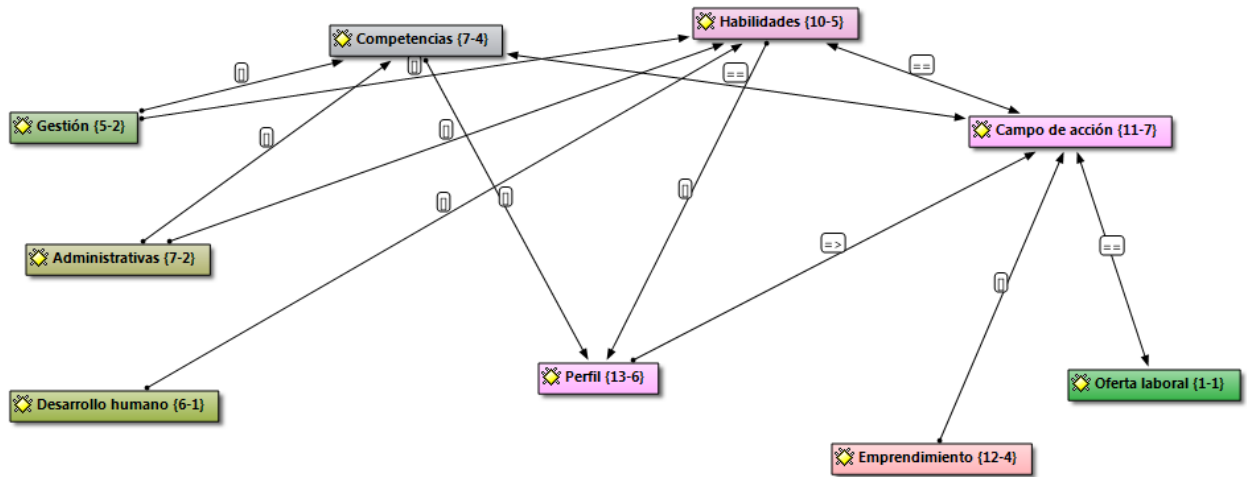 Habilidades {10-5}
Competencias {7-4}
[]
[]
==
==
Gestión {5-2}
[]
[]
Campo de acción {11-7}
[]
[]
[]
=>
==
Administrativas {7-2}
[]
Perfil {13-6}
Oferta laboral {1-1}
Desarrollo humano {6-1}
Emprendimiento {12-4}